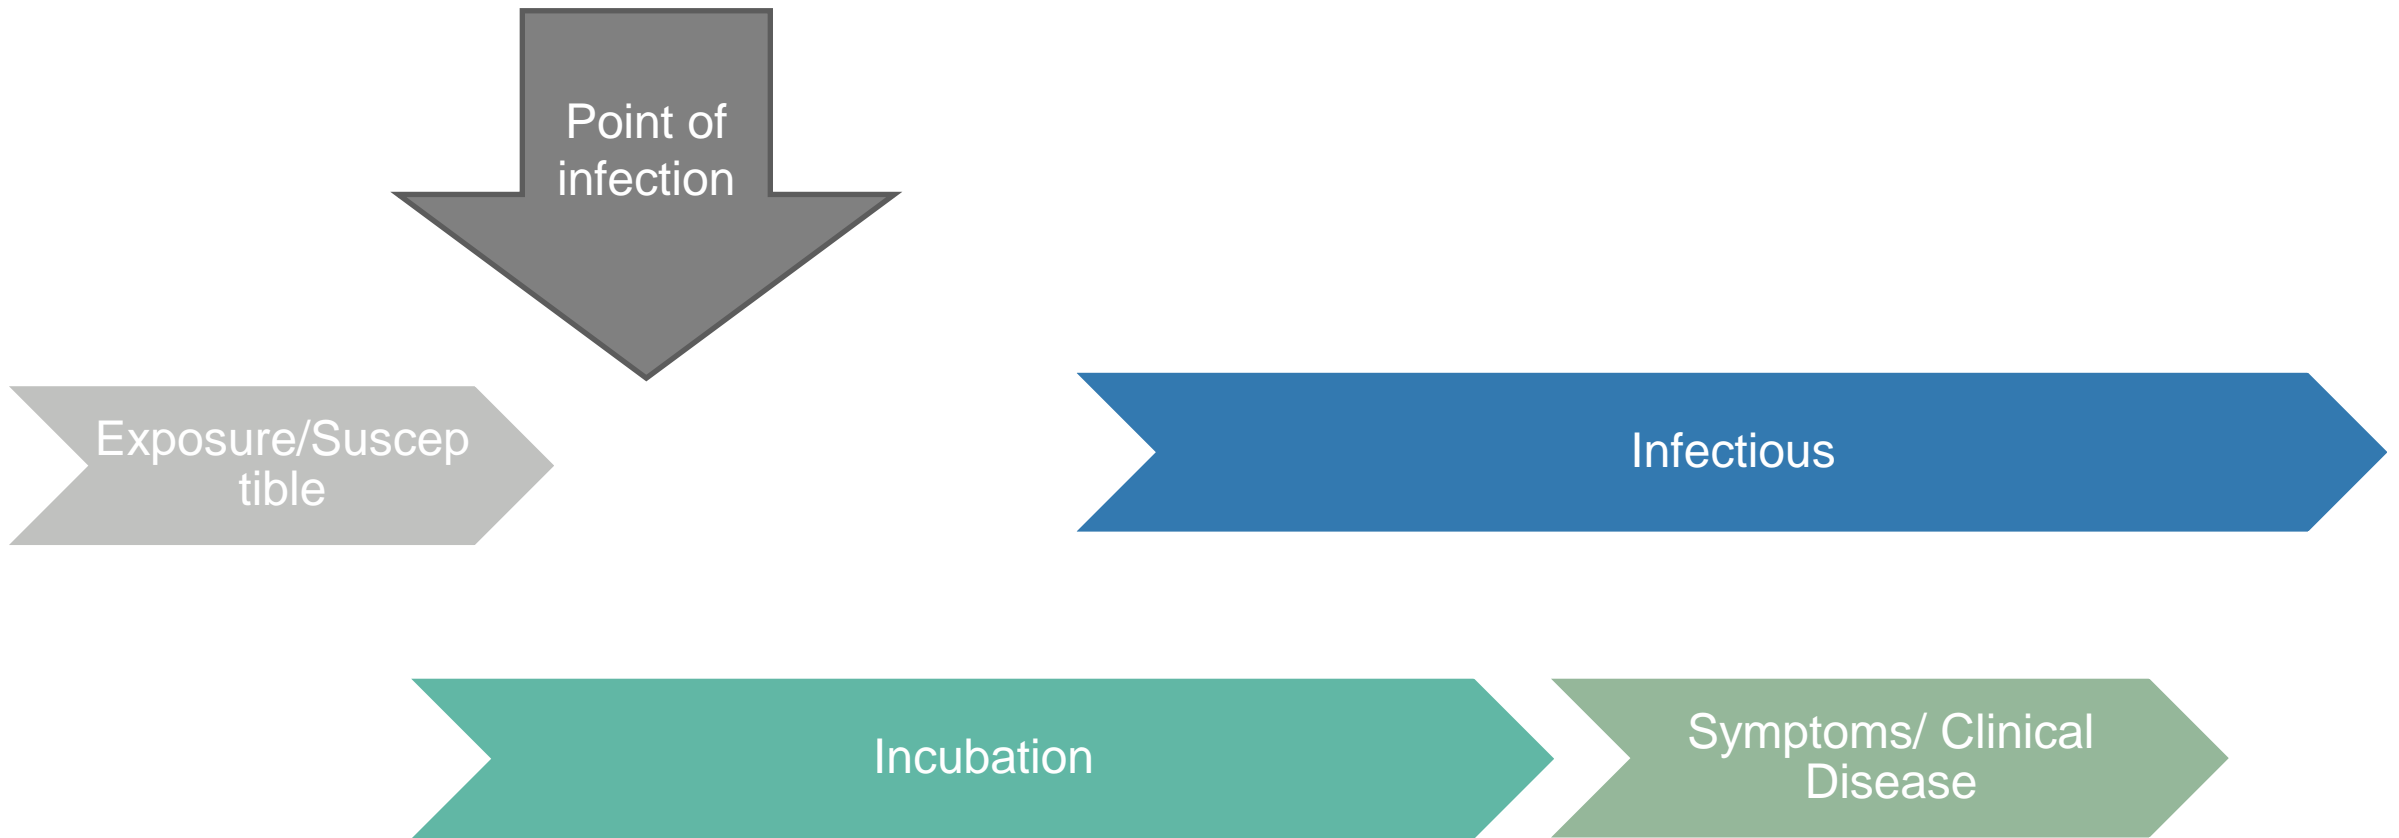 Point of
infection
Exposure/Suscep
tible
Infectious
Incubation
Symptoms/ Clinical
Disease